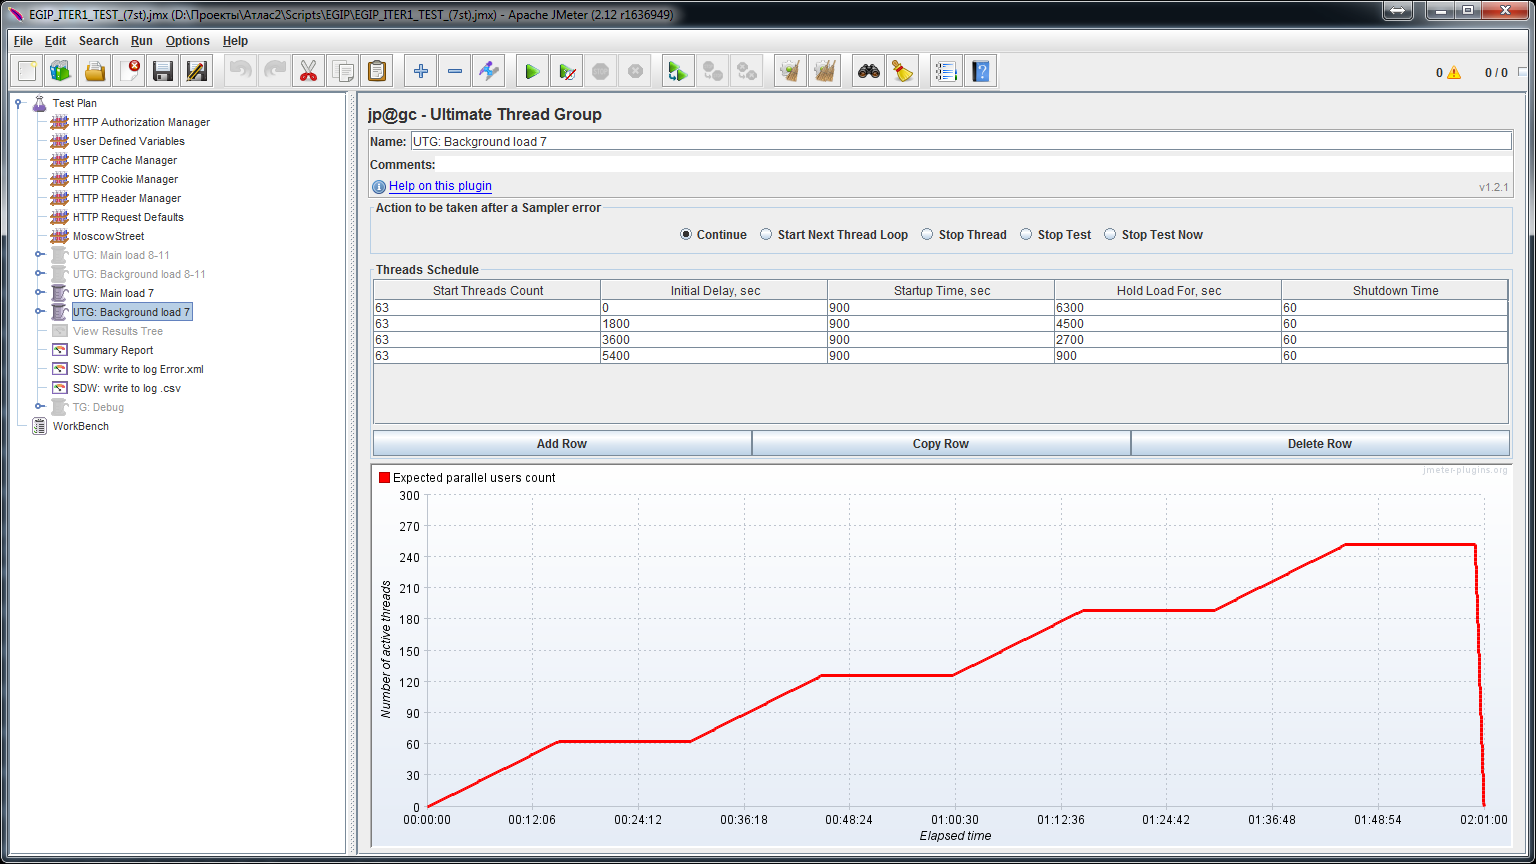 EGIP_ITER1_TEST_(7st).jmx (D:\Проекты\Атлас2\Scripts\EGIP\EGIP_ITER1_TEST_(7st).jmx) - Apache JMeter (2.12 r1636949)
File Edit Search Run Options Help
0 0 / 0
Test Plan
HTTP Authorization Manager
User Defined Variables
HTTP Cache Manager
HTTP Cookie Manager
HTTP Header Manager
HTTP Request Defaults
MoscowStreet
UTG: Main load 8-11
UTG: Background load 8-11
UTG: Main load 7
UTG: Background load 7
View Results Tree
Summary Report
SDW: write to log Error.xml
SDW: write to log .csv
TG: Debug
WorkBench
jp@gc - Ultimate Thread Group
Name: UTG: Background load 7
Comments:
Help on this plugin
v1.2.1
Action to be taken after a Sampler error
Continue Start Next Thread Loop Stop Thread Stop Test Stop Test Now
Threads Schedule
Start Threads Count Initial Delay, sec Startup Time, sec Hold Load For, sec Shutdown Time
63 0 900 6300 60
63 1800 900 4500 60
63 3600 900 2700 60
63 5400 900 900 60
Add Row Copy Row Delete Row
jmeter-plugins.org
Expected parallel users count
300
270
240
210
180
150
120
90
60
30
0
Number of active threads
00:00:00 00:12:06 00:24:12 00:36:18 00:48:24 01:00:30 01:12:36 01:24:42 01:36:48 01:48:54 02:01:00
Elapsed time